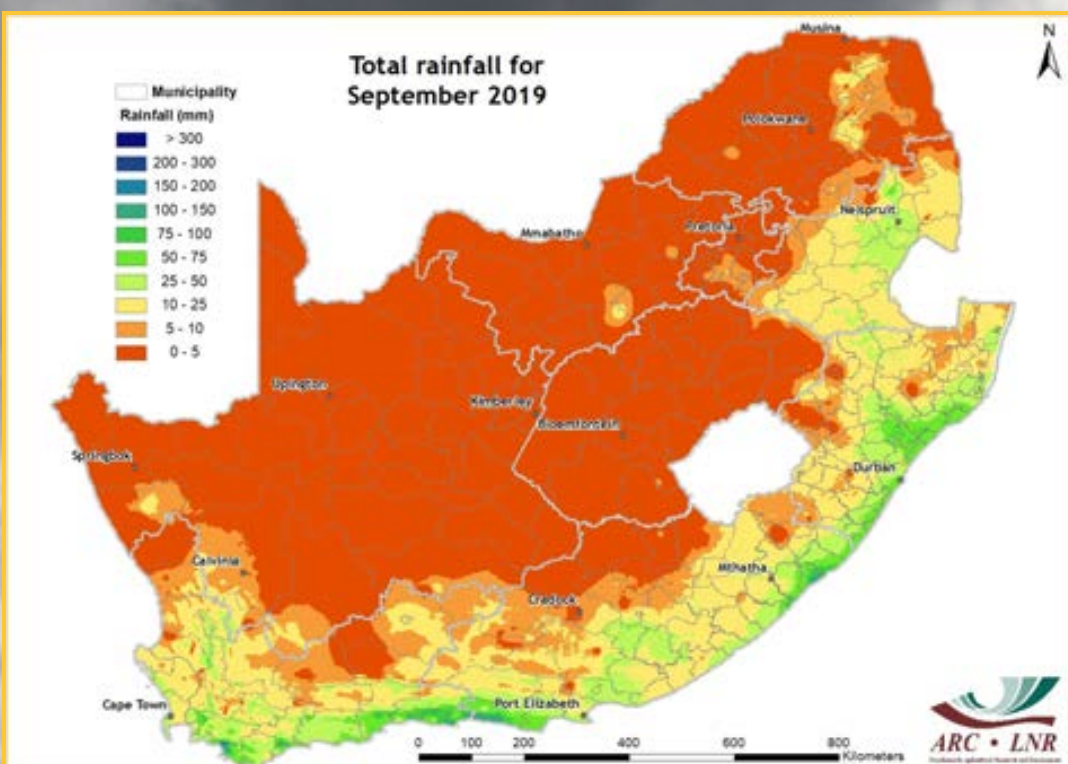 Total rainfall for
September 2019
N
Municipality
Rainfall (mm)
> 300
200 - 300
150 - 200
100 - 150
75 - 100
50 - 75
25 - 50
10 - 25
5 - 10
0 - 5
Musina
Polokwane
Nelspruit
Pretoria
Mmabatho
Upington
Kimberley
Bloemfontein
Springbok
Durban
Calvinia
Mthatha
Cradock
Cape Town
Port Elizabeth
0 100 200 400 600 800
Kilometers
ARC • LNR